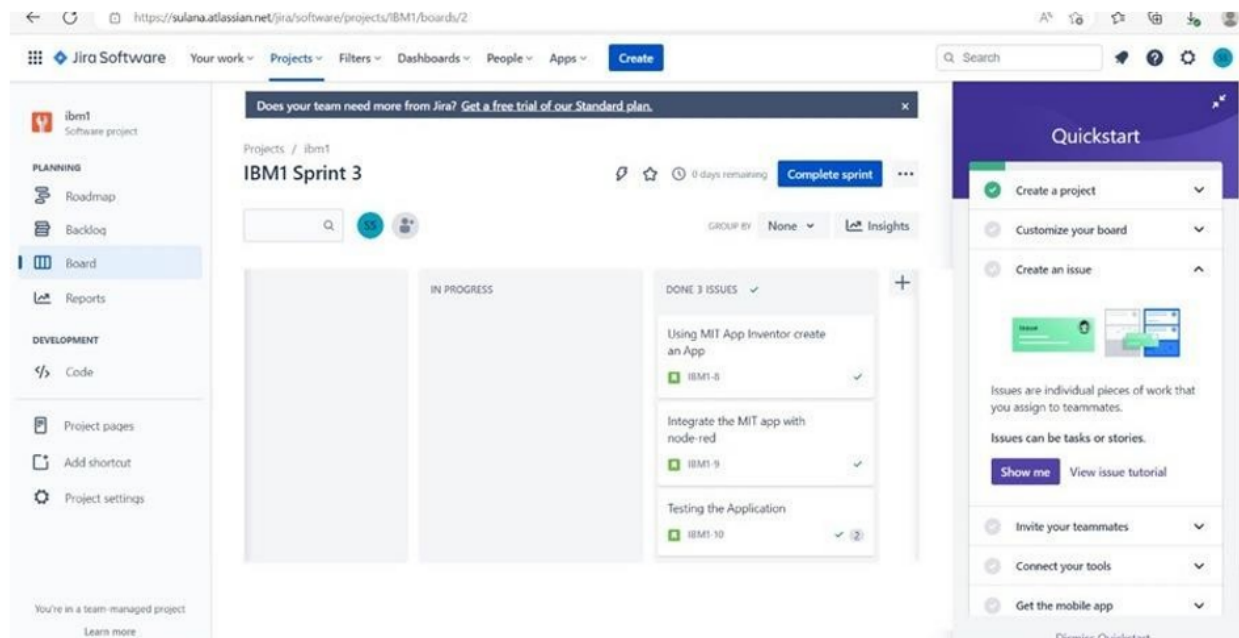 https://sulana.atlassian.net/jira/software/projects/IBM1/boards/2
Jira Software Your work Projects Filters Dashboards People Apps Create Search
Does your team need more from Jira? Get a free trial of our Standard plan.
ibm1
Software project
PLANNING
Roadmap
Backlog
Board
Reports
DEVELOPMENT
Code
Project pages
Add shortcut
Project settings
You're in a team-managed project
Learn more
Projects / ibm1
IBM1 Sprint 3
0 days remaining Complete sprint
SS
GROUP BY None Insights
IN PROGRESS
DONE 3 ISSUES
Using MIT App Inventor create
an App
IBM1-8
Integrate the MIT app with
node-red
IBM1-9
Testing the Application
IBM1-10 2
Quickstart
Create a project
Customize your board
Create an issue
Issues are individual pieces of work that
you assign to teammates.
Issues can be tasks or stories.
Show me View issue tutorial
Invite your teammates
Connect your tools
Get the mobile app
Dismiss Quickstart